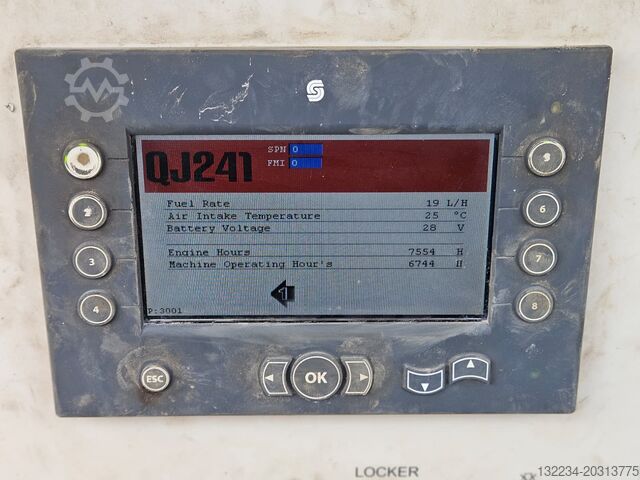 QJ241
SPN 0
FMI 0
Fuel Rate 19 L/H
Air Intake Temperature 25 °C
Battery Voltage 28 V
Engine Hours 7554 H
Machine Operating Hour's 6744 H
1
P:3001
2
3
4
6
7
8
ESC
OK
LOCKER
132234-20313775